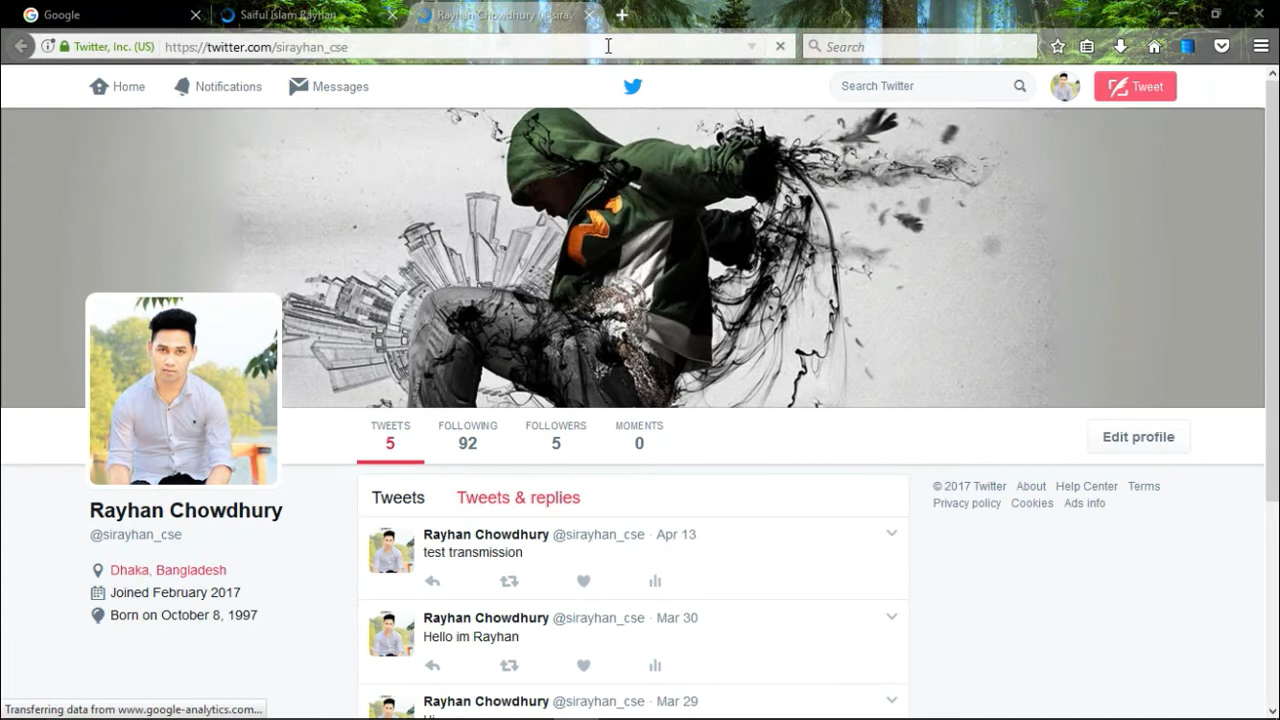 Google
Saiful Islam Rayhan
Rayhan Chowdhury (@siray
Twitter, Inc. (US)
https://twitter.com/sirayhan_cse
Search
Home
Notifications
Messages
Search Twitter
Tweet
TWEETS
5
FOLLOWING
92
FOLLOWERS
5
MOMENTS
0
Edit profile
Rayhan Chowdhury
@sirayhan_cse
Dhaka, Bangladesh
Joined February 2017
Born on October 8, 1997
Tweets
Tweets & replies
Rayhan Chowdhury @sirayhan_cse · Apr 13
test transmission
Rayhan Chowdhury @sirayhan_cse · Mar 30
Hello im Rayhan
Rayhan Chowdhury @sirayhan_cse · Mar 29
© 2017 Twitter About Help Center Terms
Privacy policy Cookies Ads info
Transferring data from www.google-analytics.com...